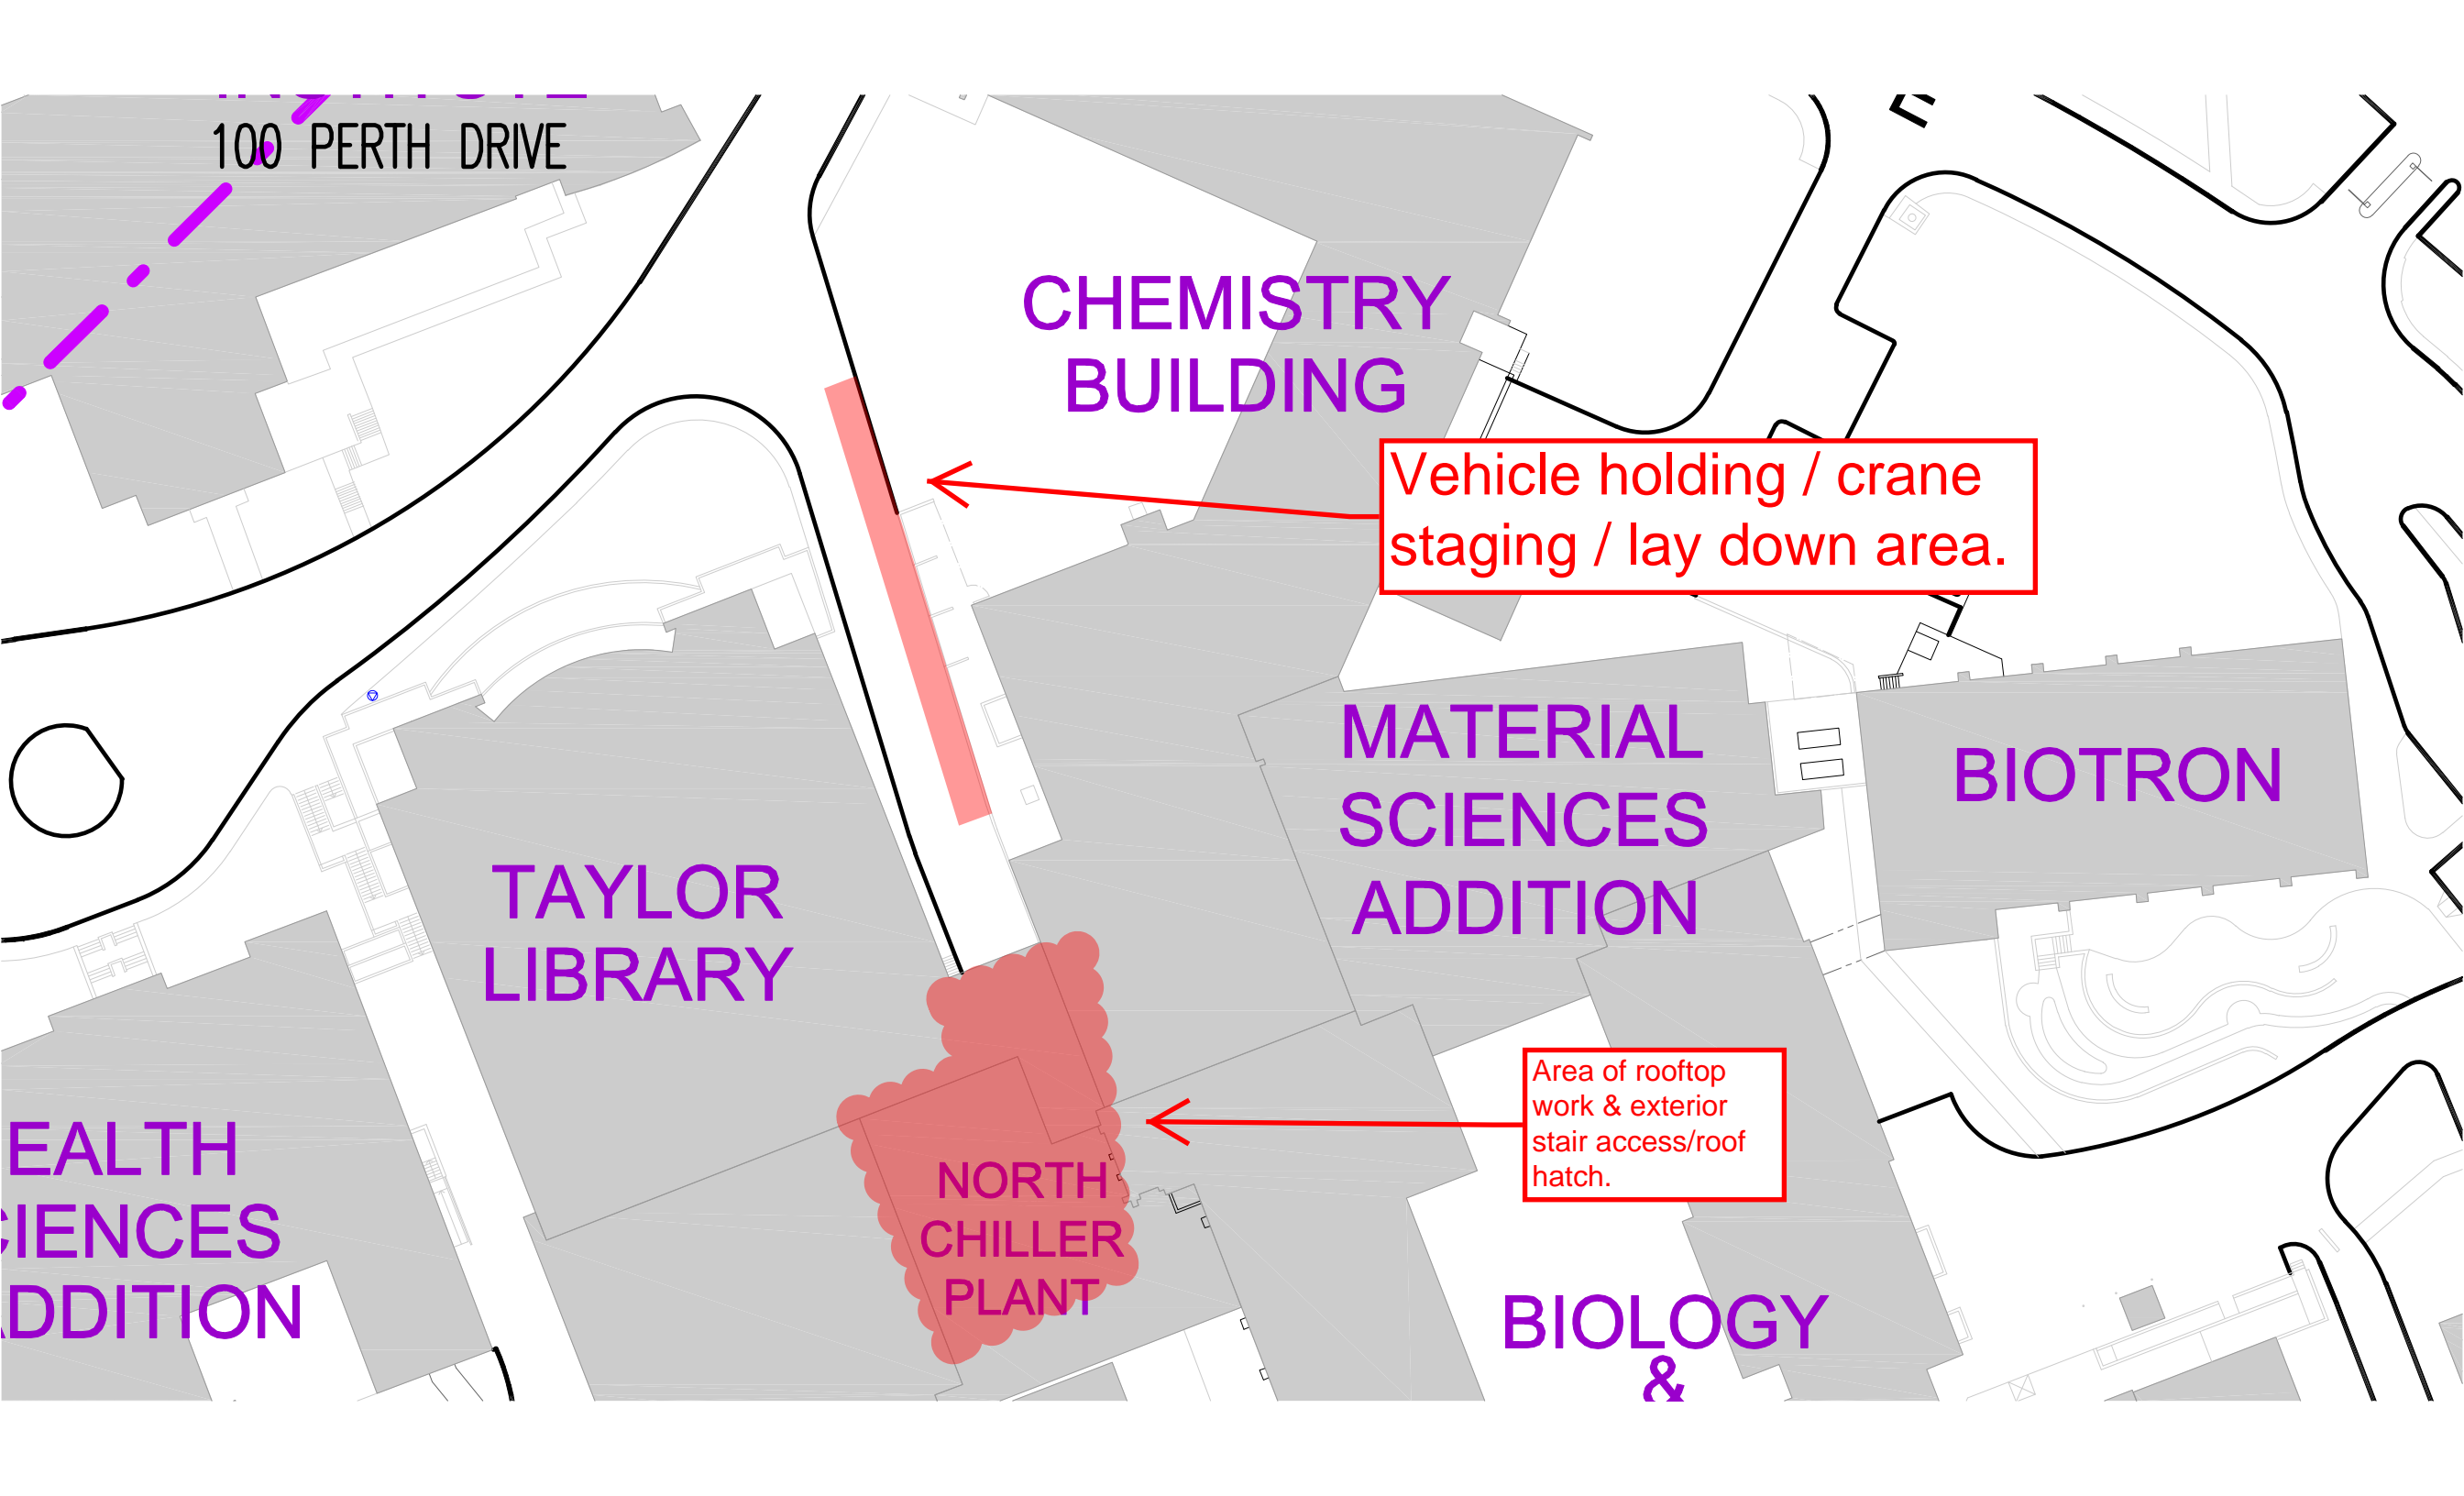 100 PERTH DRIVE
CHEMISTRY
BUILDING
Vehicle holding / crane
staging / lay down area.
MATERIAL
SCIENCES
ADDITION
BIOTRON
TAYLOR
LIBRARY
Area of rooftop
work & exterior
stair access/roof
hatch.
EALTH
CIENCES
DDITION
NORTH
CHILLER
PLANT
BIOLOGY
&